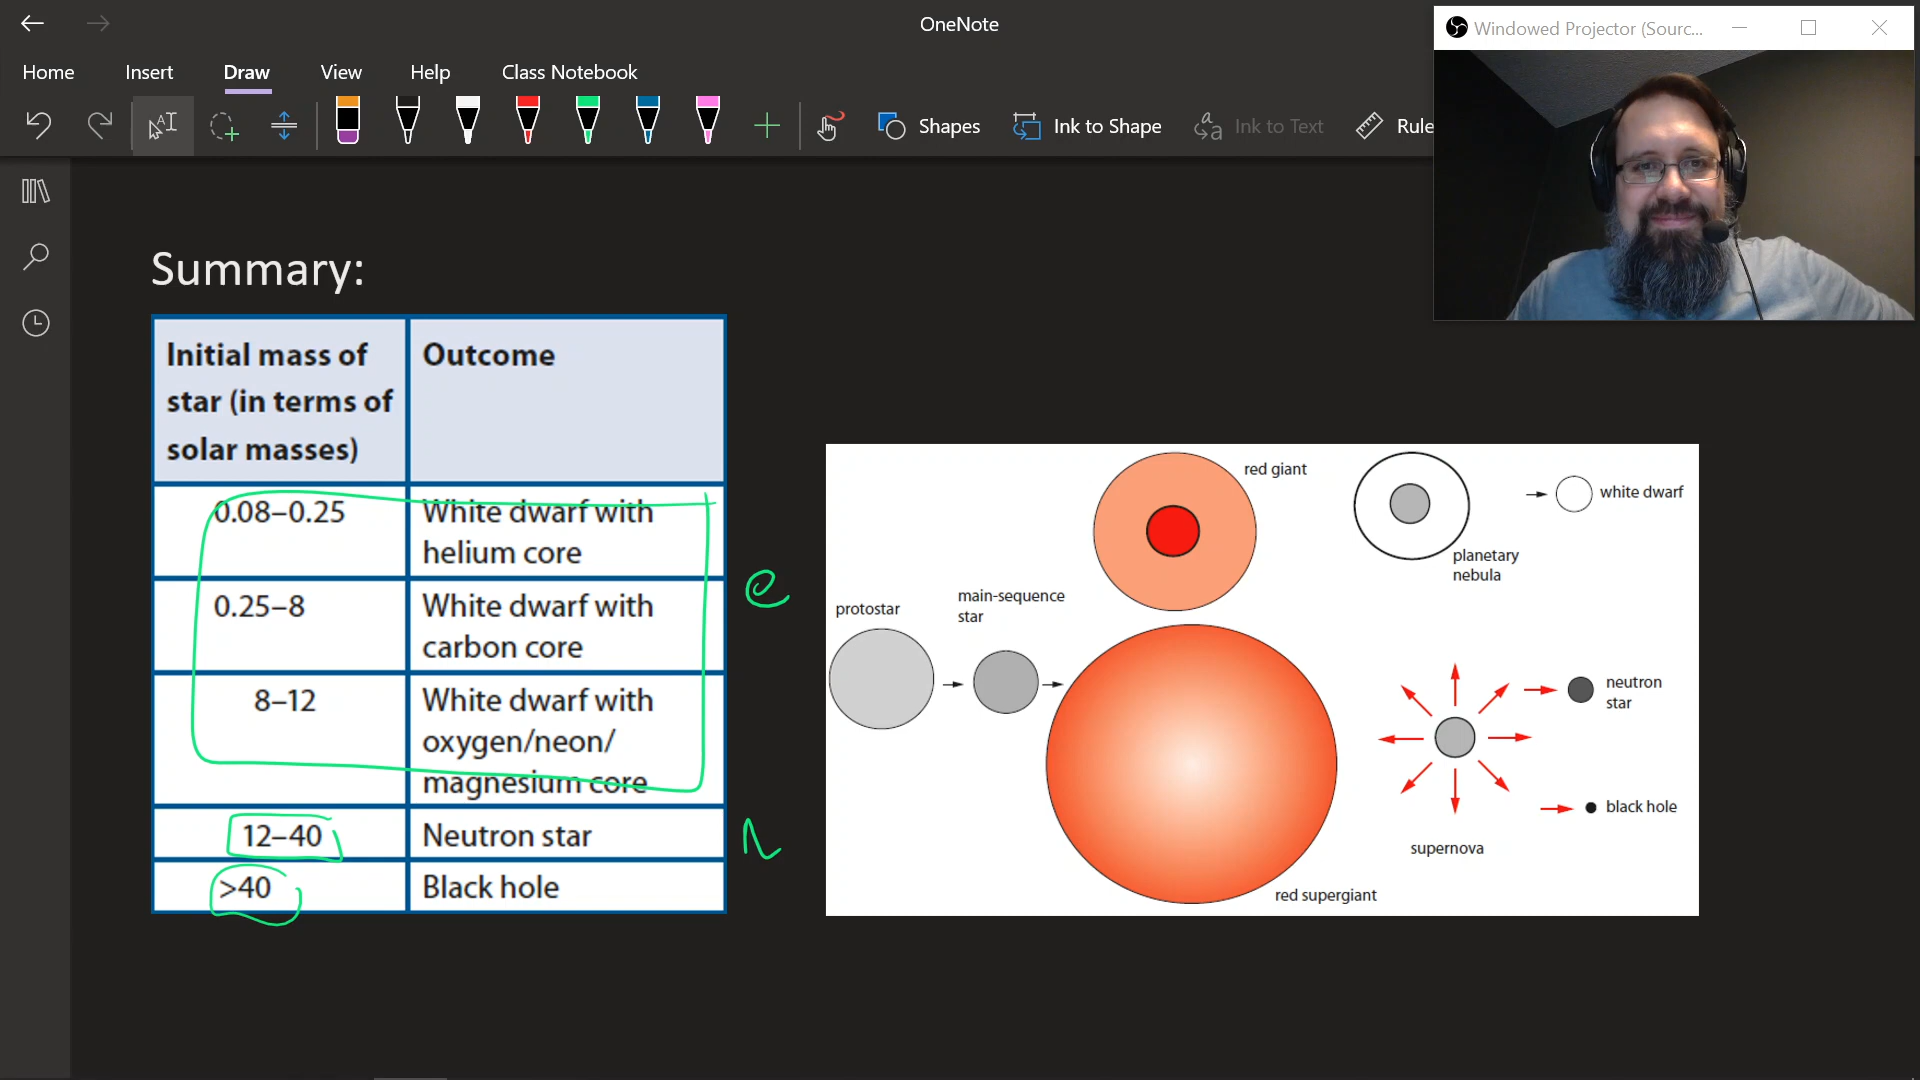 OneNote
Windowed Projector (Sourc...
Home Insert Draw View Help Class Notebook
Shapes Ink to Shape Ink to Text Rule
Summary:
Initial mass of
star (in terms of
solar masses)
Outcome
0.08–0.25
White dwarf with
helium core
0.25–8
White dwarf with
carbon core
8–12
White dwarf with
oxygen/neon/
magnesium core
12–40
Neutron star
>40
Black hole
e
n
red giant
white dwarf
planetary
nebula
protostar
main-sequence
star
neutron
star
black hole
supernova
red supergiant